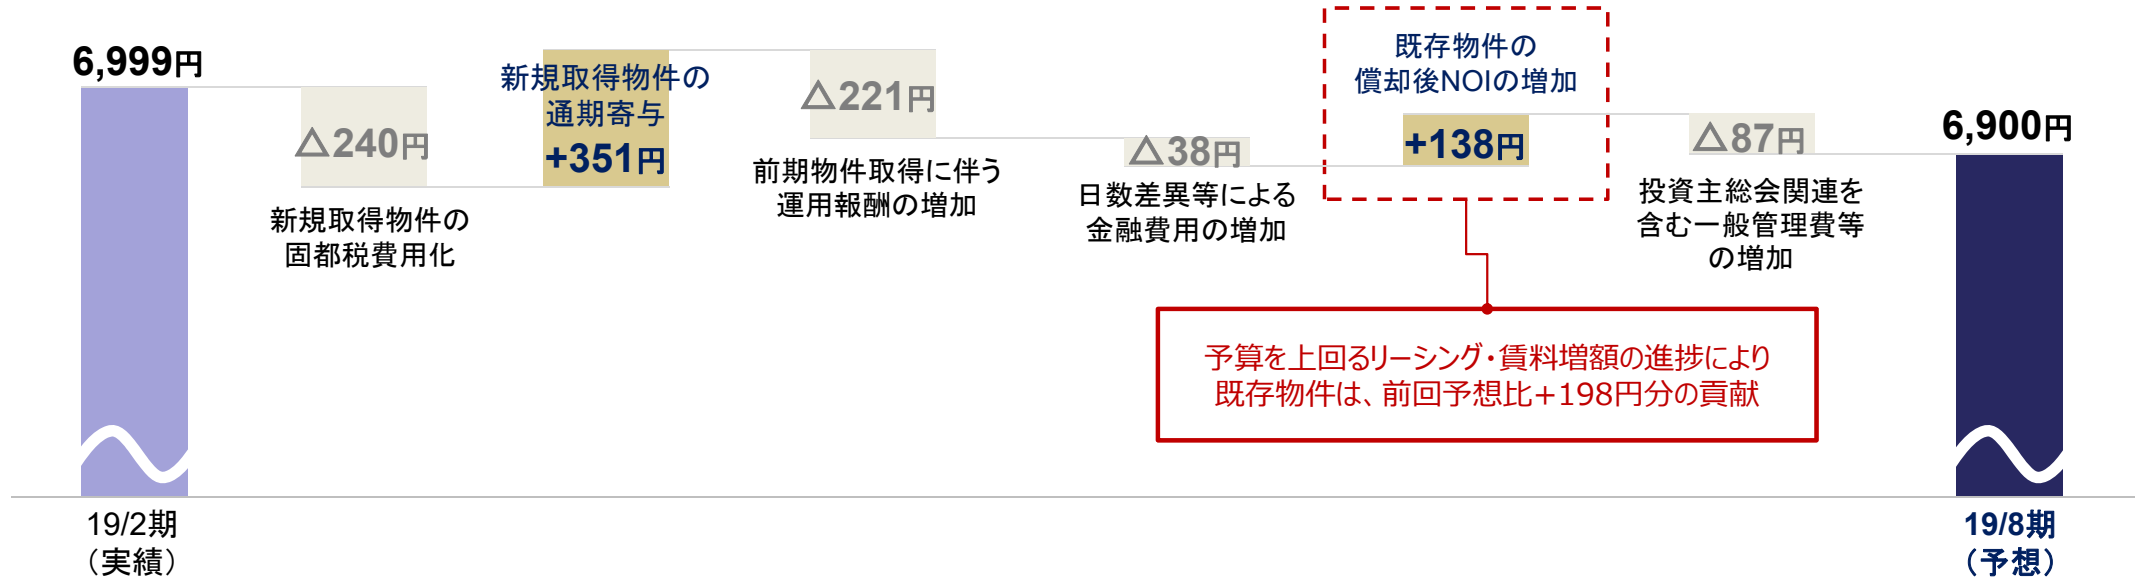 6,999円
△240円
新規取得物件の
固都税費用化
新規取得物件の
通期寄与
+351円
△221円
前期物件取得に伴う
運用報酬の増加
△38円
日数差異等による
金融費用の増加
既存物件の
償却後NOIの増加
+138円
△87円
投資主総会関連を
含む一般管理費等
の増加
6,900円
予算を上回るリーシング・賃料増額の進捗により
既存物件は、前回予想比+198円分の貢献
19/2期
（実績）
19/8期
（予想）